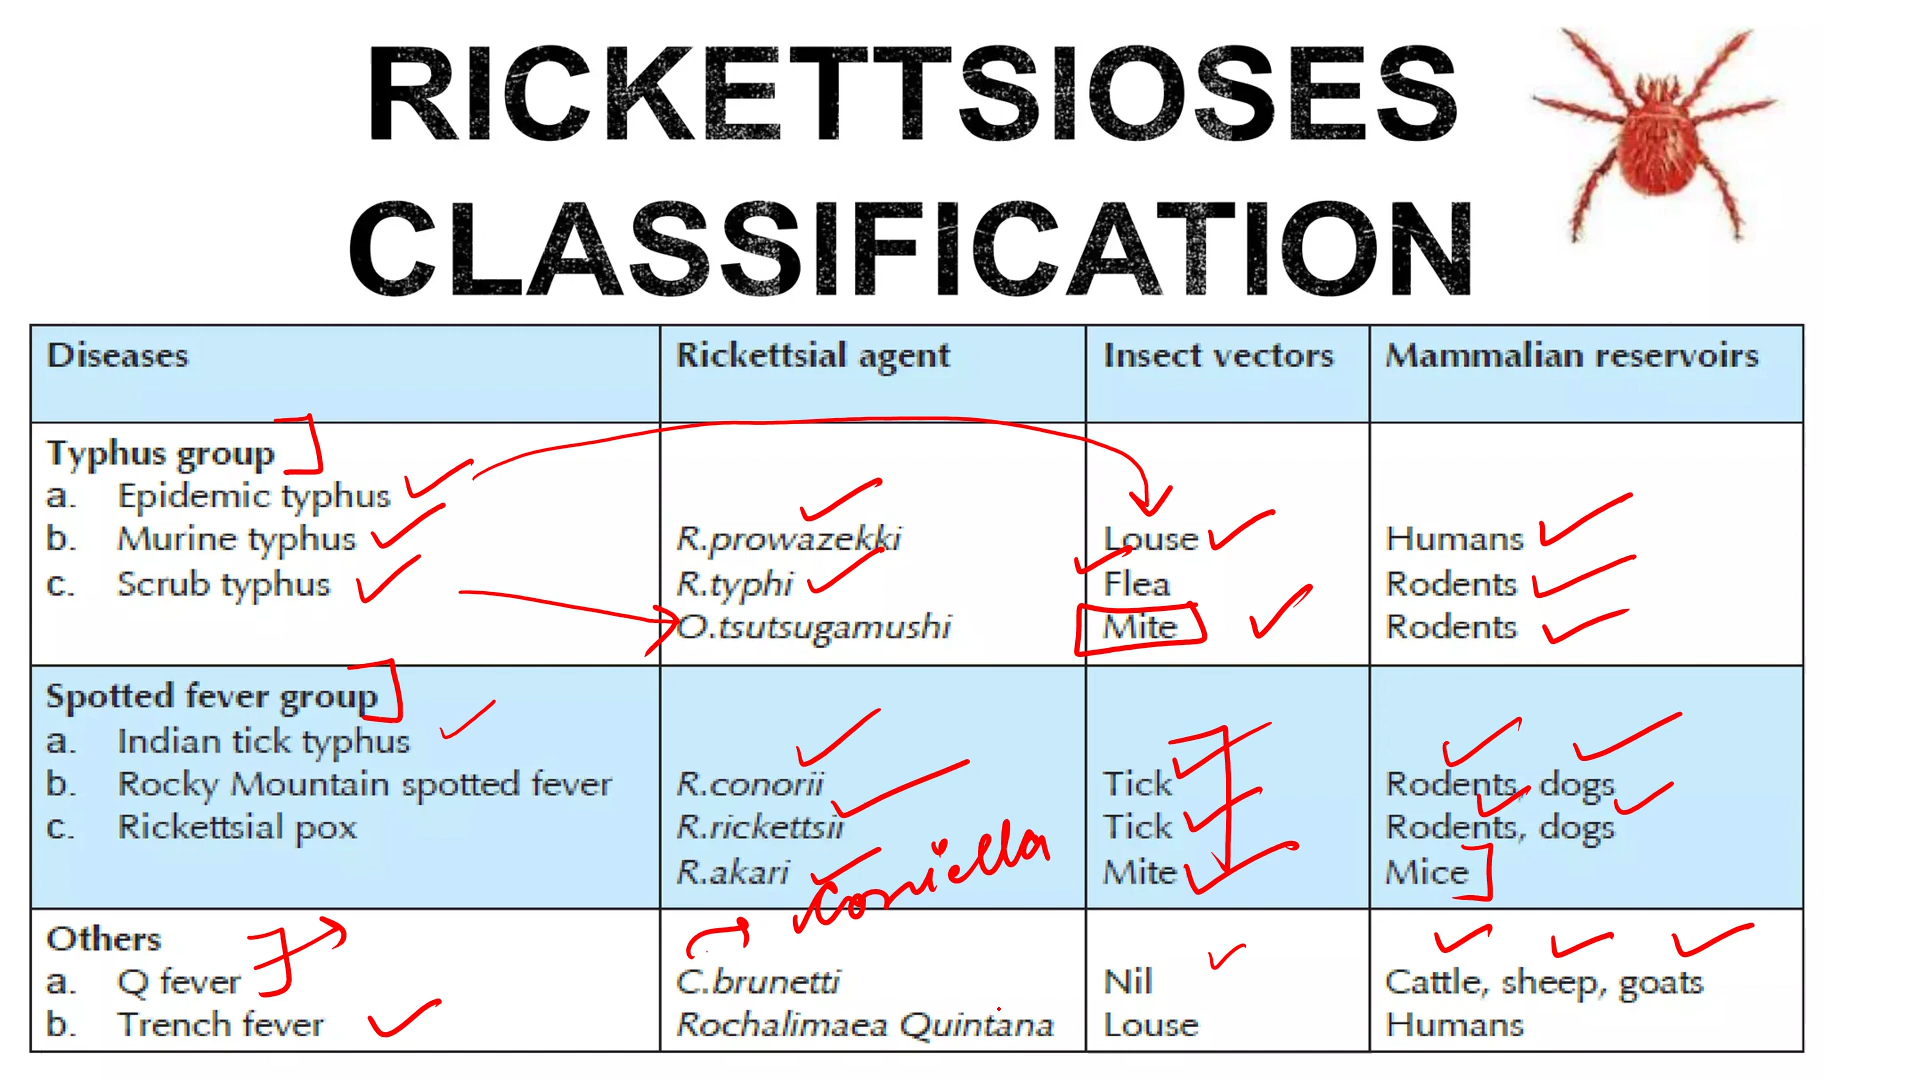 RICKETTSIOSES
CLASSIFICATION
Diseases Rickettsial agent Insect vectors Mammalian reservoirs
Typhus group
a. Epidemic typhus
b. Murine typhus R.prowazekki Louse Humans
c. Scrub typhus R.typhi Flea Rodents
O.tsutsugamushi Mite Rodents
Spotted fever group
a. Indian tick typhus
b. Rocky Mountain spotted fever R.conorii Tick Rodents, dogs
c. Rickettsial pox R.rickettsii Tick Rodents, dogs
R.akari Mite Mice
Others
a. Q fever C.brunetti Nil Cattle, sheep, goats
b. Trench fever Rochalimaea Quintana Louse Humans